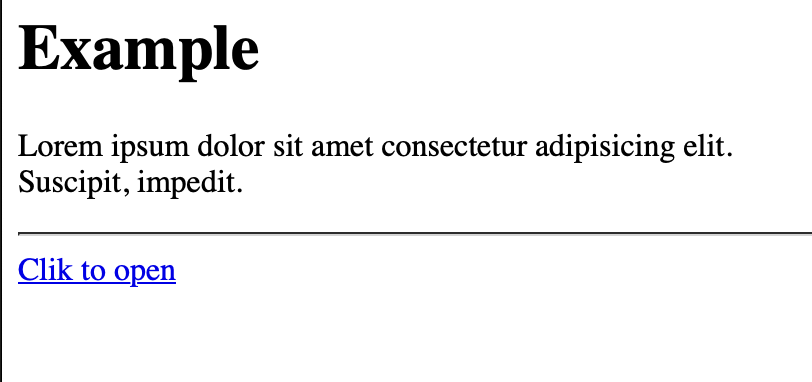 Example
Lorem ipsum dolor sit amet consectetur adipisicing elit.
Suscipit, impedit.
Clik to open